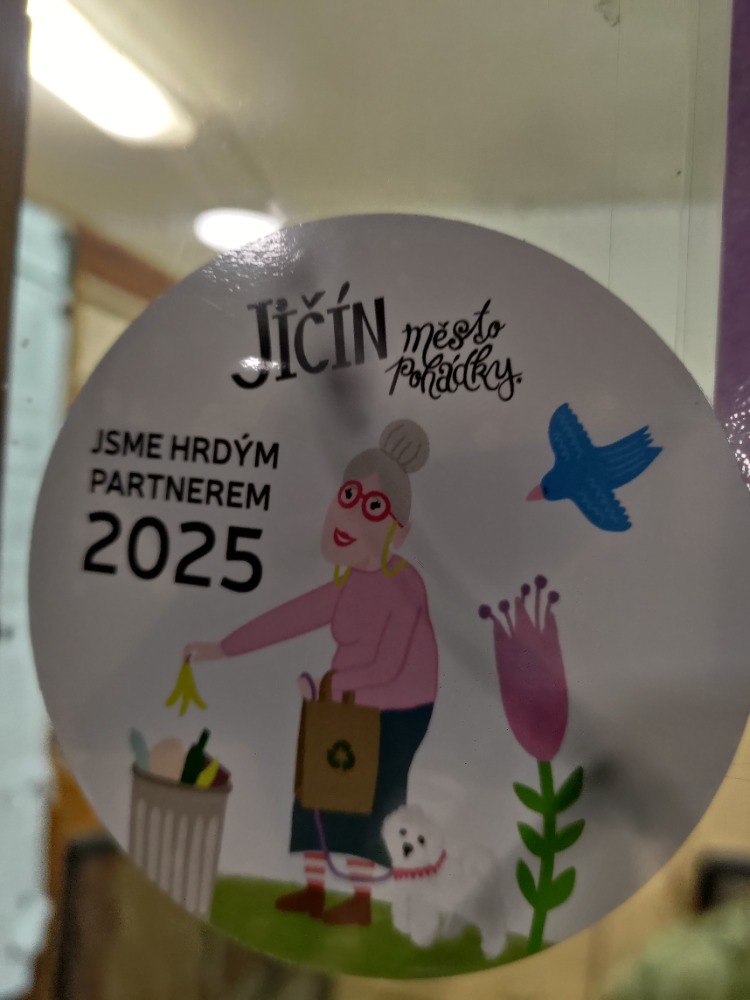 JIČÍN město
pohádky.
JSME HRDÝM
PARTNEREM
2025